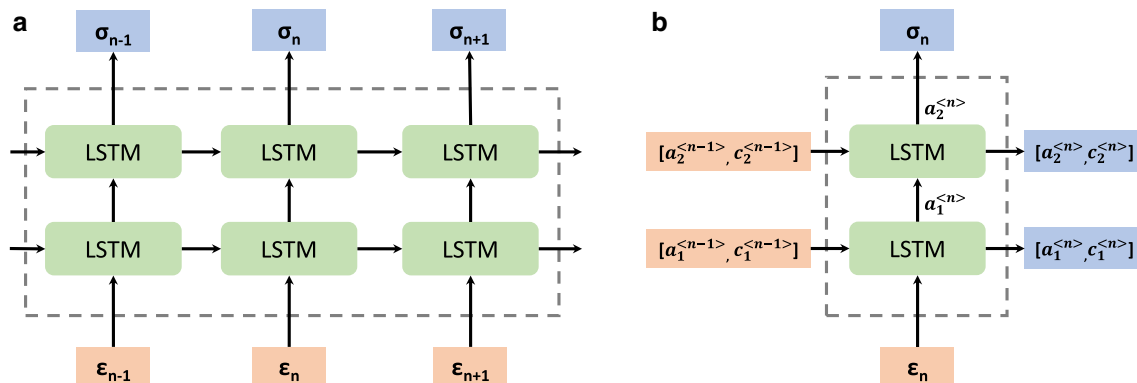 a
σₙ₋₁ σₙ σₙ₊₁
LSTM LSTM LSTM
LSTM LSTM LSTM
εₙ₋₁ εₙ εₙ₊₁
b
σₙ
a₂^{<n>}
[a₂^{<n−1>}, c₂^{<n−1>}] LSTM [a₂^{<n>}, c₂^{<n>}]
a₁^{<n>}
[a₁^{<n−1>}, c₁^{<n−1>}] LSTM [a₁^{<n>}, c₁^{<n>}]
εₙ